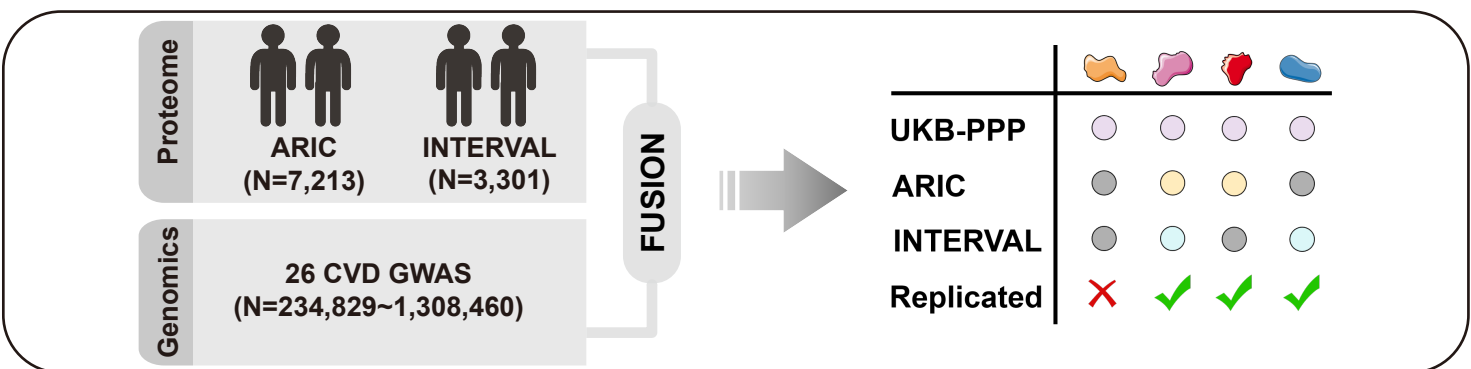 Proteome
ARIC
(N=7,213)
INTERVAL
(N=3,301)
Genomics
26 CVD GWAS
(N=234,829~1,308,460)
FUSION
UKB-PPP
ARIC
INTERVAL
Replicated